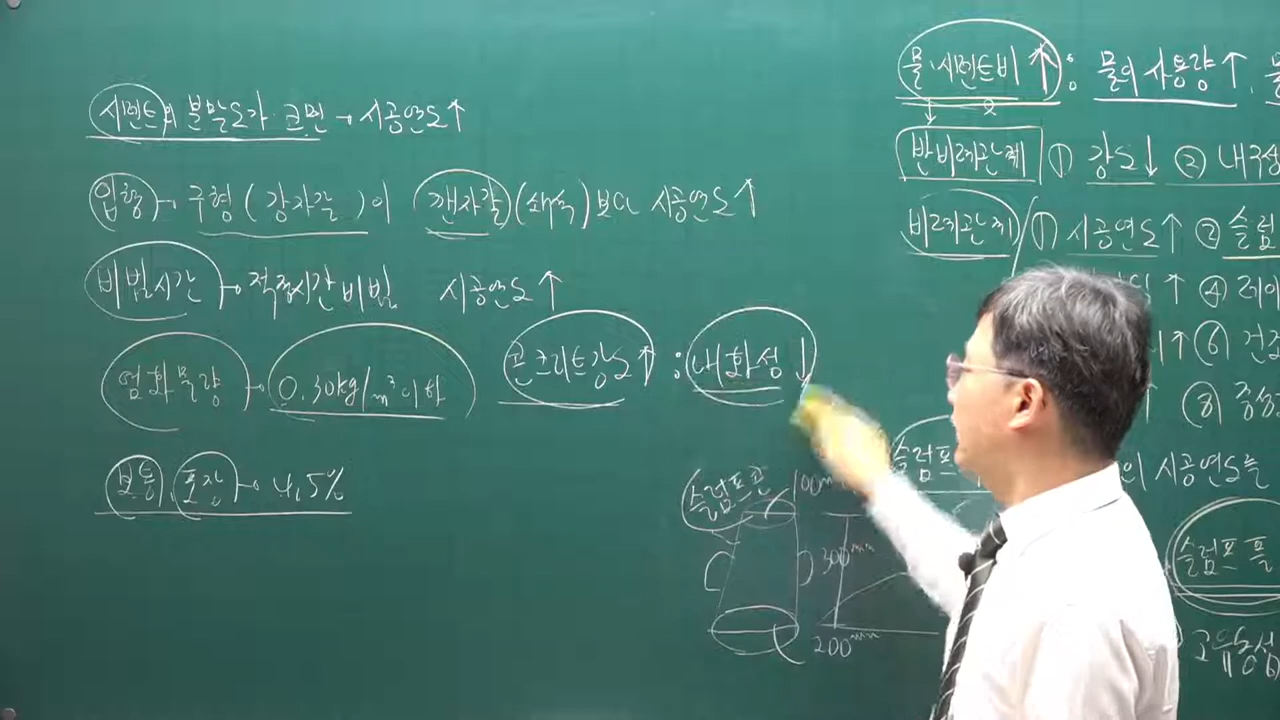 시멘트의 분말도가 크면 → 시공연도↑
입형 → 구형 (강자갈)이 깬자갈 (쇄석) 보다 시공연도↑
비빔시간 → 적정시간 비빔 시공연도↑
염화물량 → 0.30kg/m³ 이하
콘크리트강도↑ : 내화성↓
보통, 포장 → 4.5%
물·시멘트비↑ : 물의 사용량↑,
반비례관계 ① 강도↓ ② 내구성
비례관계 ① 시공연도↑ ② 슬럼
↑ ④ 레이
↑ ⑥ 건조
↑ ⑧ 중성
슬럼프 의 시공연도를
슬럼프콘 100m
300mm
200mm
슬럼프 플
고유동성